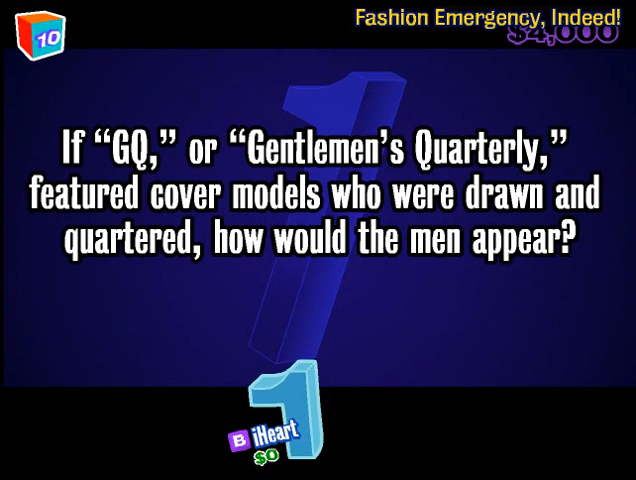 Fashion Emergency, Indeed!
10
$4,000
If “GQ,” or “Gentlemen’s Quarterly,”
featured cover models who were drawn and
quartered, how would the men appear?
1
B iHeart
$0